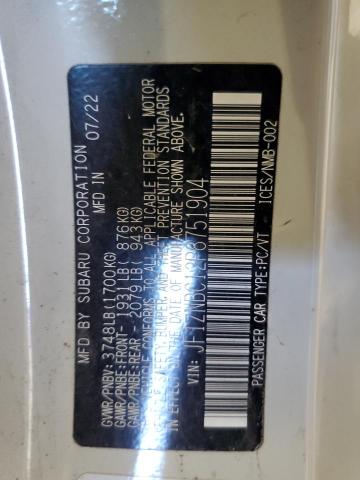 MFD BY SUBARU CORPORATION
MFD IN 07/22
GVWR/PNBV: 3748LB(1700KG)
GAWR/PNBE:FRONT- 1931LB( 876KG)
GAWR/PNBE:REAR - 2079LB( 943KG)
VEHICLE CONFORMS TO ALL APPLICABLE FEDERAL MOTOR
SAFETY, BUMPER, AND THEFT PREVENTION STANDARDS
IN EFFECT ON THE DATE OF MANUFACTURE SHOWN ABOVE.
VIN: 8751904
PASSENGER CAR TYPE:PC/VT ICES/NMB-002